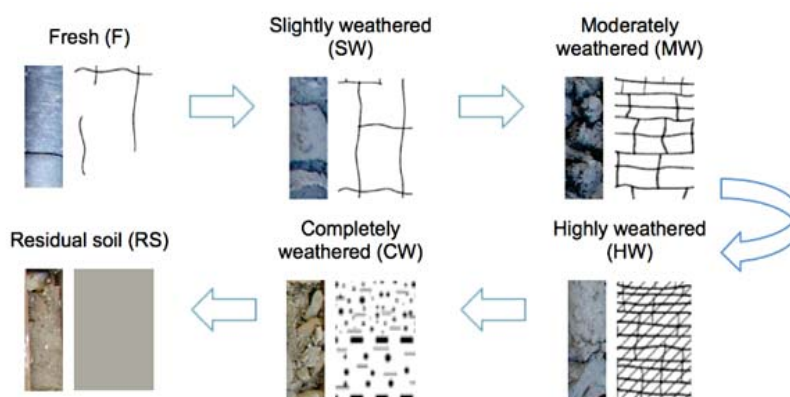 Fresh (F)
Slightly weathered
(SW)
Moderately
weathered (MW)
Residual soil (RS)
Completely
weathered (CW)
Highly weathered
(HW)